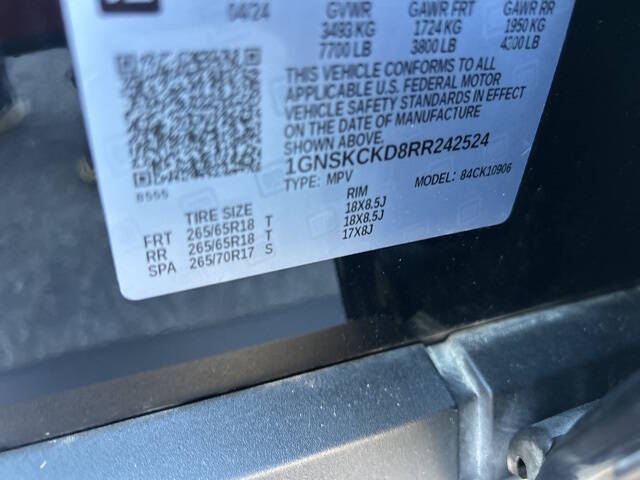 04/24 GVWR GAWR FRT GAWR RR
3493 KG 1724 KG 1950 KG
7700 LB 3800 LB 4300 LB
THIS VEHICLE CONFORMS TO ALL
APPLICABLE U.S. FEDERAL MOTOR
VEHICLE SAFETY STANDARDS IN EFFECT
ON THE DATE OF MANUFACTURE
SHOWN ABOVE.
1GNSKCKD8RR242524
TYPE: MPV MODEL: 84CK10906
8555
TIRE SIZE RIM
FRT 265/65R18 T 18X8.5J
RR 265/65R18 T 18X8.5J
SPA 265/70R17 S 17X8J